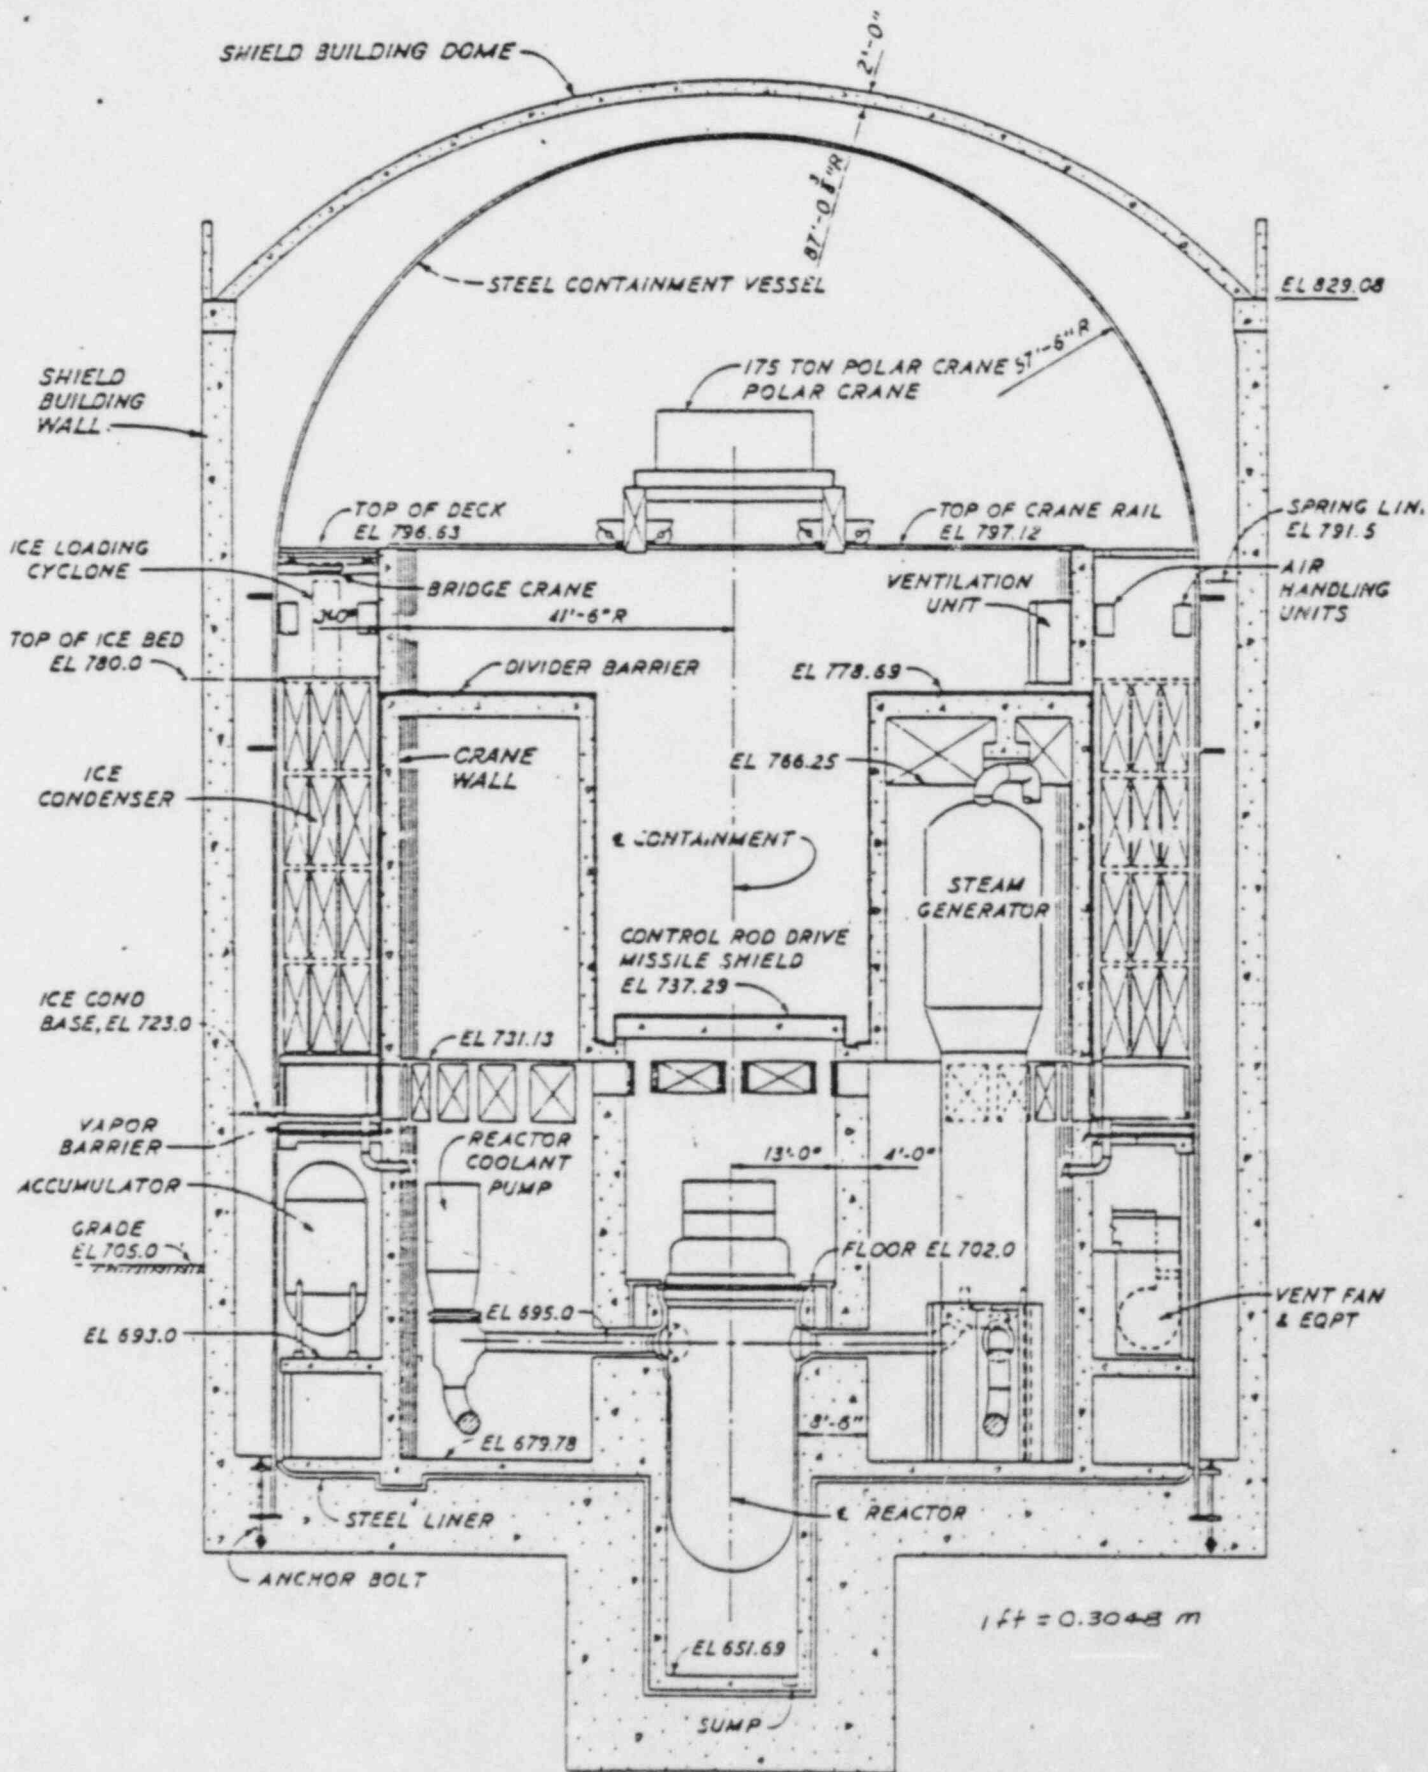 SHIELD BUILDING DOME
2'-0"
87'-0 3/8"R
STEEL CONTAINMENT VESSEL
EL 829.08
57'-6"R
175 TON POLAR CRANE
POLAR CRANE
SHIELD
BUILDING
WALL
TOP OF DECK
EL 796.63
TOP OF CRANE RAIL
EL 797.12
SPRING LIN.
EL 791.5
ICE LOADING
CYCLONE
BRIDGE CRANE
VENTILATION
UNIT
AIR
HANDLING
UNITS
41'-6"R
TOP OF ICE BED
EL 780.0
DIVIDER BARRIER
EL 778.69
CRANE
WALL
EL 766.25
ICE
CONDENSER
℄ CONTAINMENT
STEAM
GENERATOR
CONTROL ROD DRIVE
MISSILE SHIELD
EL 737.29
ICE COND
BASE, EL 723.0
EL 731.13
VAPOR
BARRIER
REACTOR
COOLANT
PUMP
13'-0"
4'-0"
ACCUMULATOR
GRADE
EL 705.0
FLOOR EL 702.0
EL 695.0
VENT FAN
& EQPT
EL 693.0
8'-6"
EL 679.78
STEEL LINER
℄ REACTOR
ANCHOR BOLT
1 ft = 0.3048 m
EL 651.69
SUMP